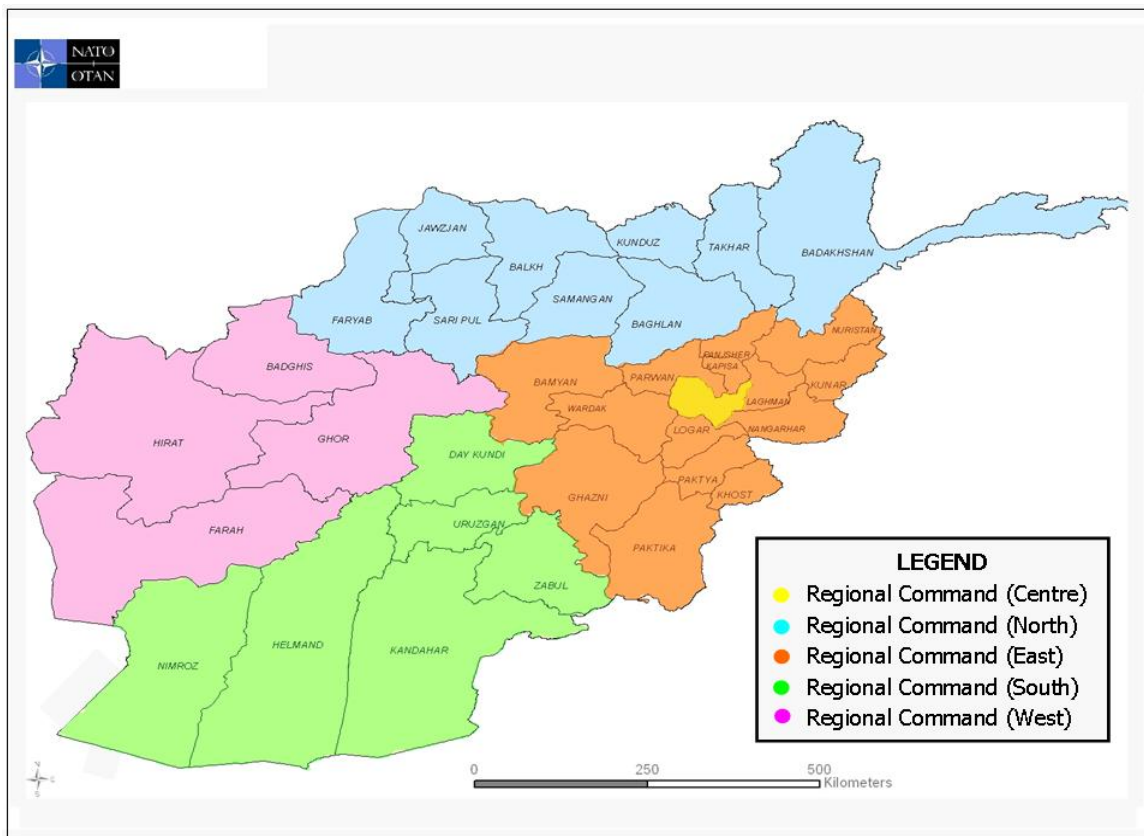 NATO
OTAN
JAWZJAN
KUNDUZ
TAKHAR
BADAKHSHAN
BALKH
SAMANGAN
FARYAB
SARI PUL
BAGHLAN
NURISTAN
PANJSHER
KAPISA
BADGHIS
BAMYAN
PARWAN
KUNAR
LAGHMAN
WARDAK
HIRAT
GHOR
LOGAR
NANGARHAR
DAY KUNDI
PAKTYA
GHAZNI
KHOST
FARAH
URUZGAN
PAKTIKA
ZABUL
HELMAND
KANDAHAR
NIMROZ
LEGEND
Regional Command (Centre)
Regional Command (North)
Regional Command (East)
Regional Command (South)
Regional Command (West)
0 250 500
Kilometers
N
S